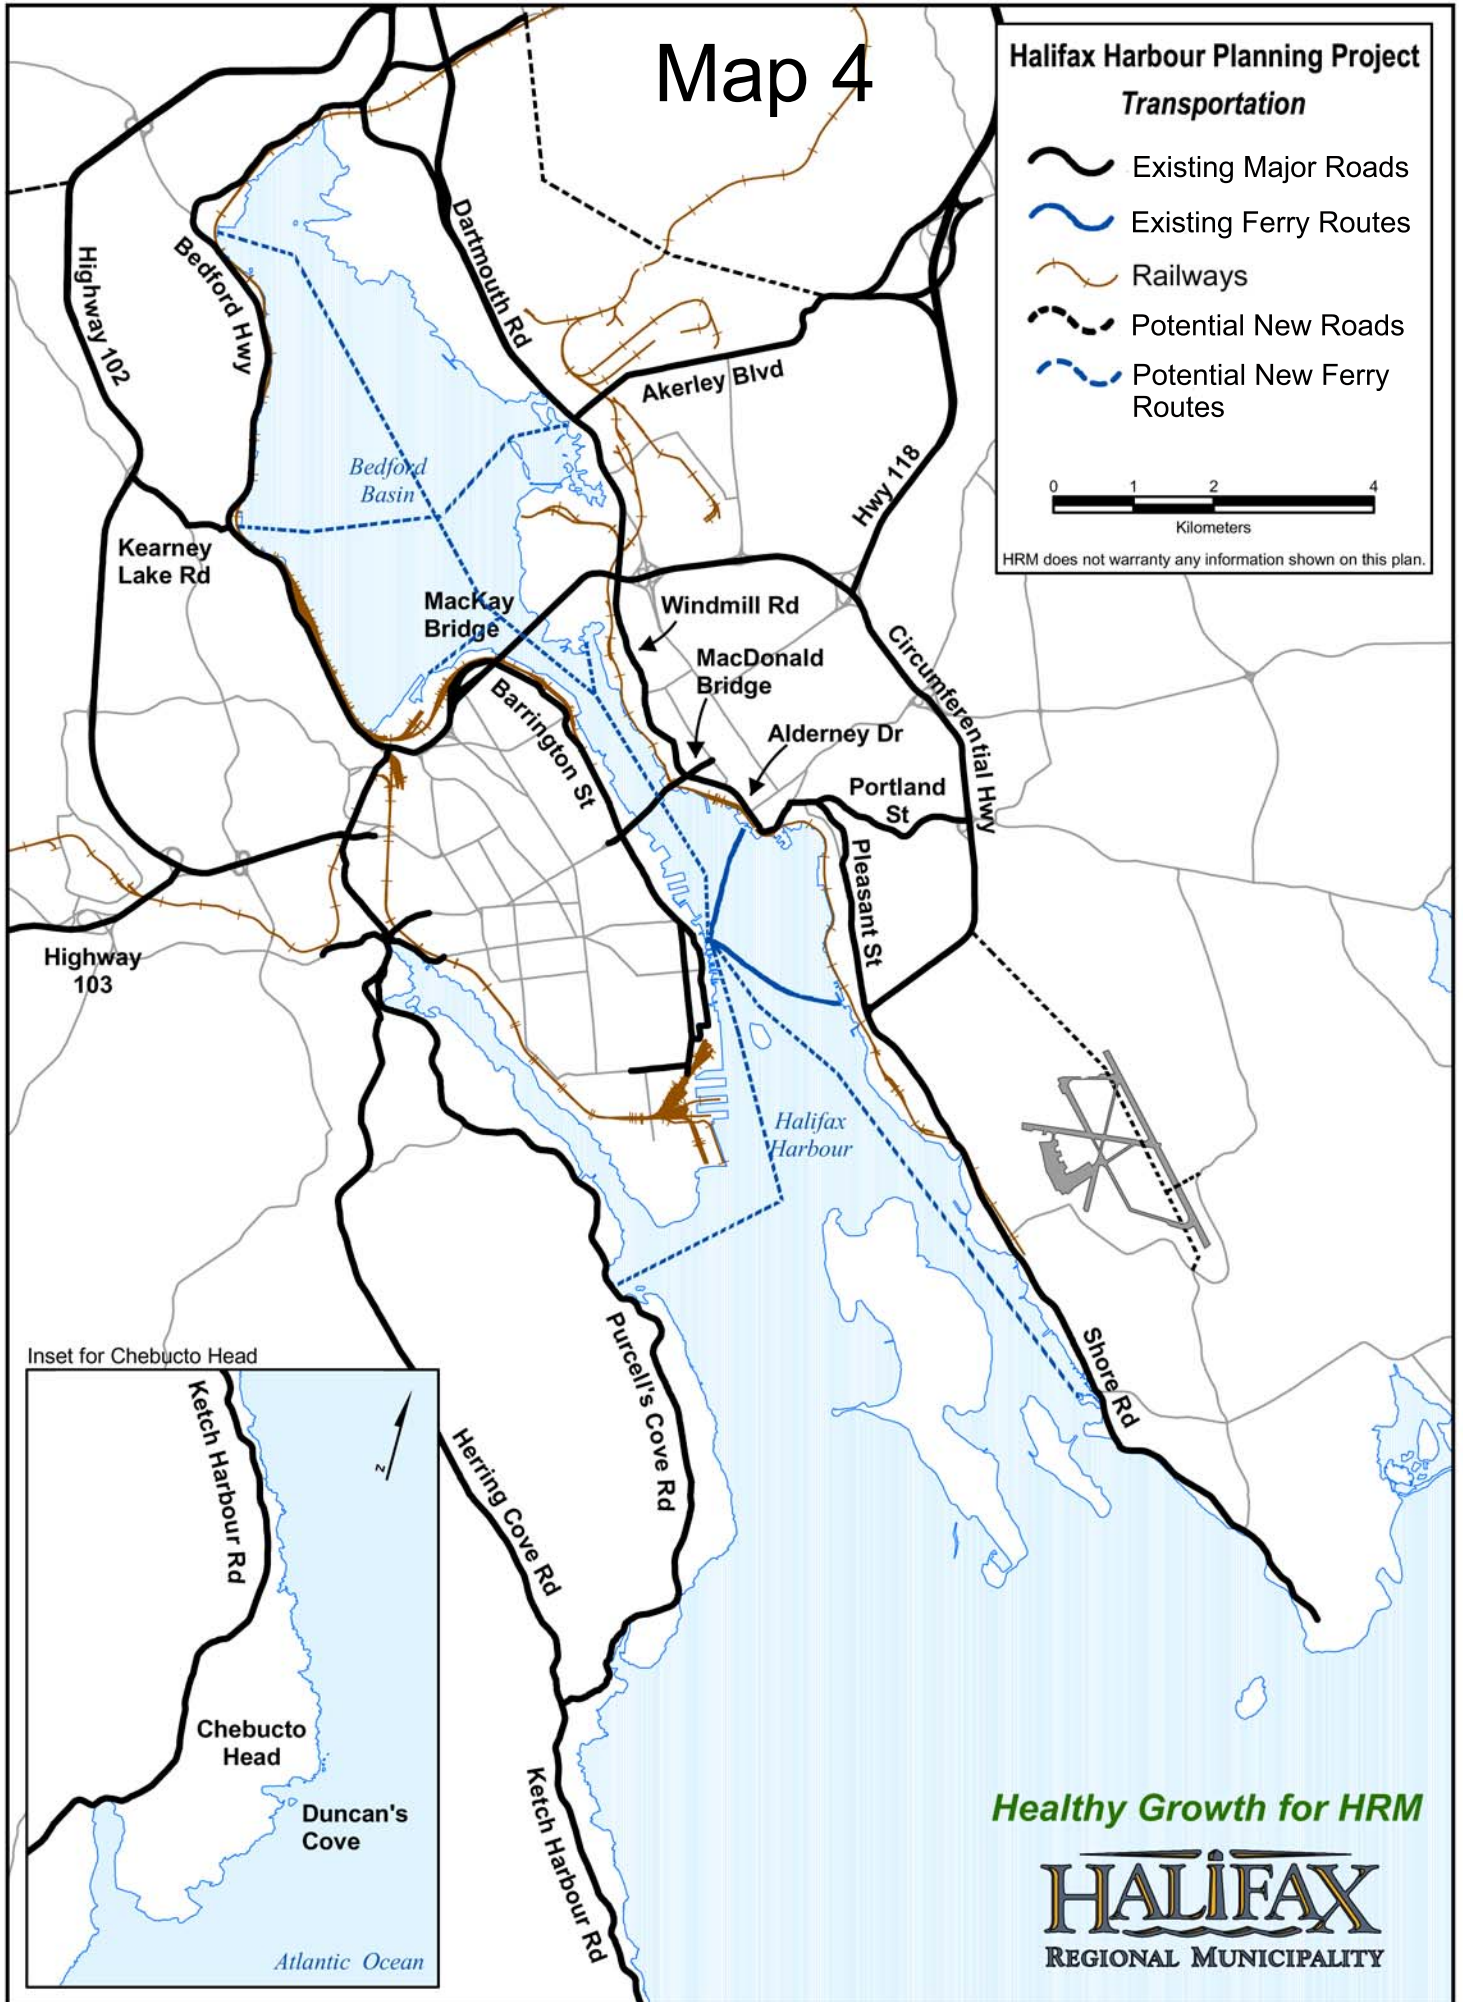 Map 4
Halifax Harbour Planning Project
Transportation
Existing Major Roads
Existing Ferry Routes
Railways
Potential New Roads
Potential New Ferry
Routes
0 1 2 4
Kilometers
HRM does not warranty any information shown on this plan.
Highway 102
Bedford Hwy
Dartmouth Rd
Akerley Blvd
Hwy 118
Bedford
Basin
Kearney
Lake Rd
MacKay
Bridge
Windmill Rd
MacDonald
Bridge
Circumferential Hwy
Barrington St
Alderney Dr
Portland
St
Pleasant St
Highway
103
Halifax
Harbour
Purcell's Cove Rd
Shore Rd
Herring Cove Rd
Ketch Harbour Rd
Inset for Chebucto Head
Ketch Harbour Rd
N
Chebucto
Head
Duncan's
Cove
Atlantic Ocean
Healthy Growth for HRM
HALIFAX
REGIONAL MUNICIPALITY